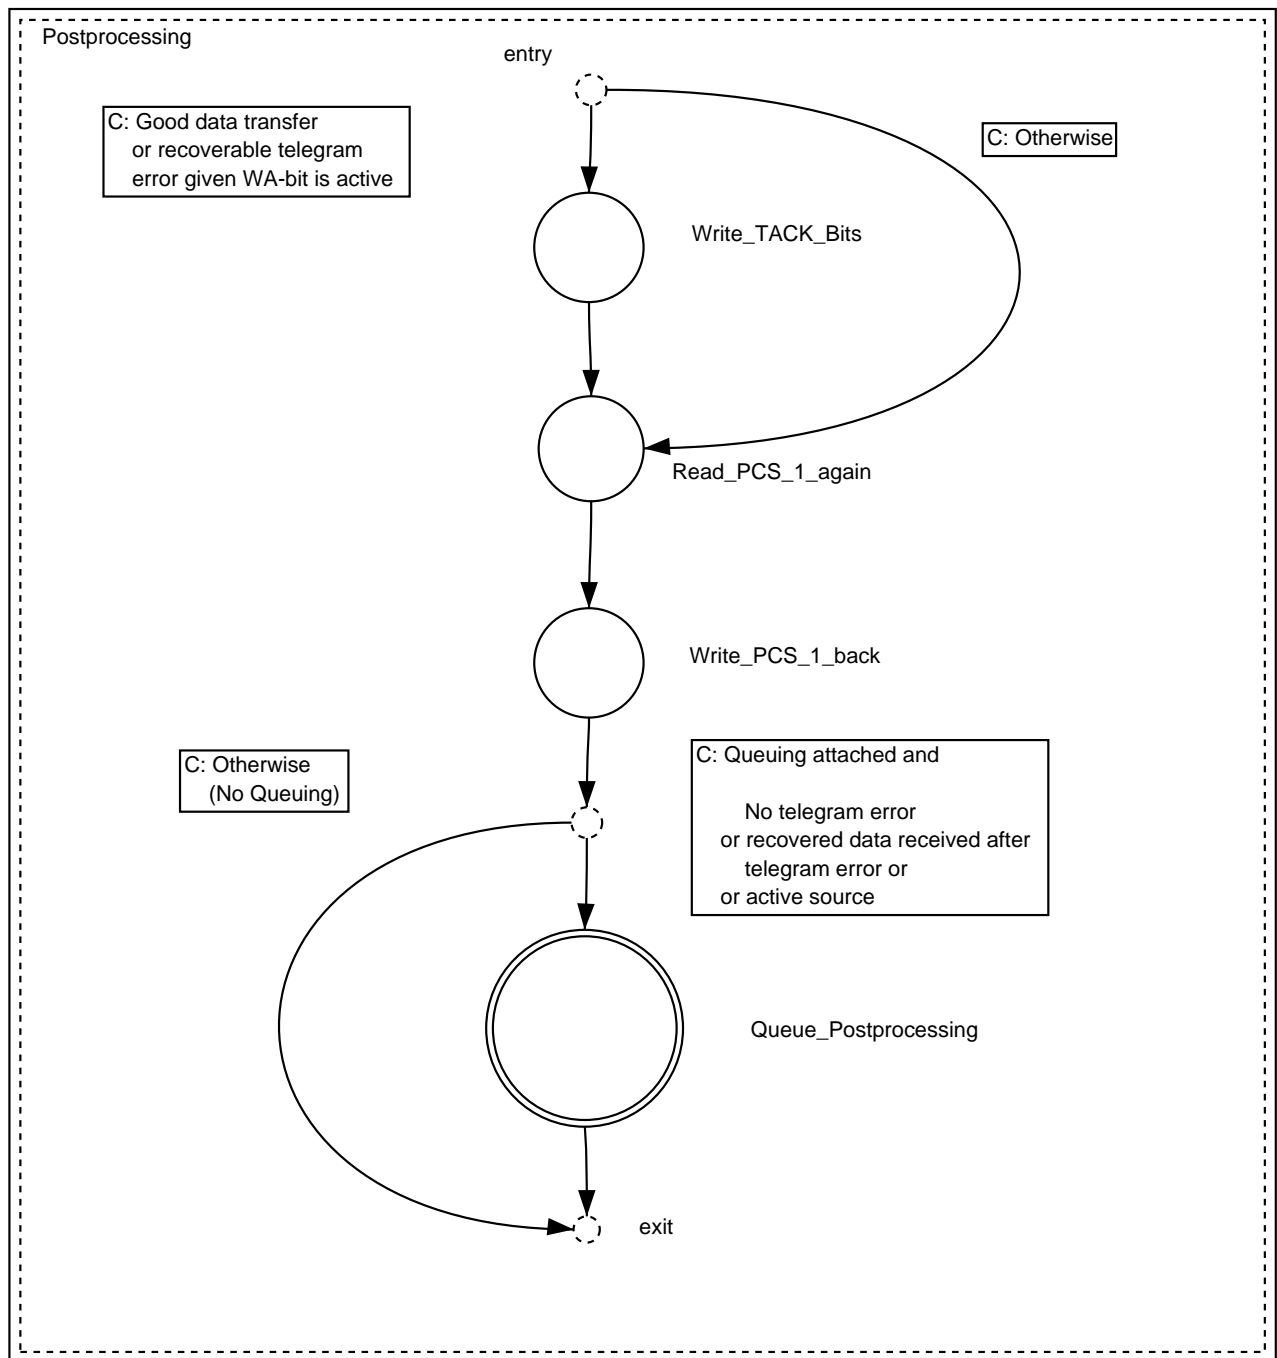 Postprocessing
entry
C: Good data transfer
or recoverable telegram
error given WA-bit is active
C: Otherwise
Write_TACK_Bits
Read_PCS_1_again
Write_PCS_1_back
C: Otherwise
(No Queuing)
C: Queuing attached and
No telegram error
or recovered data received after
telegram error or
or active source
Queue_Postprocessing
exit